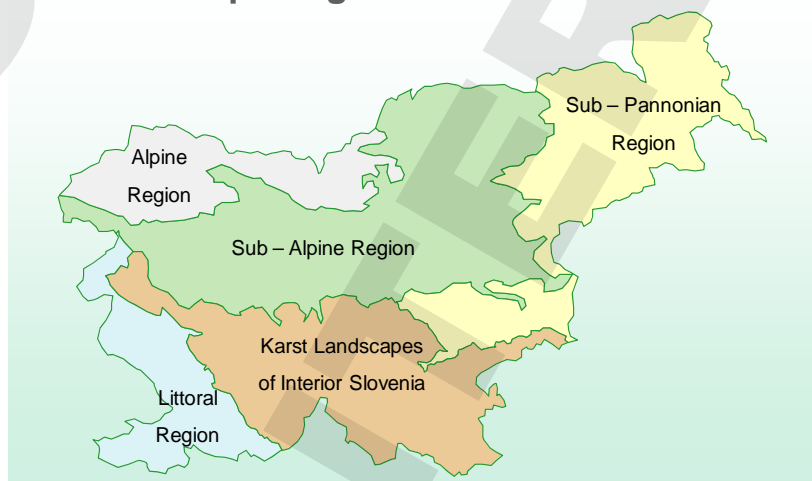 Alpine
Region
Sub – Pannonian
Region
Sub – Alpine Region
Karst Landscapes
of Interior Slovenia
Littoral
Region